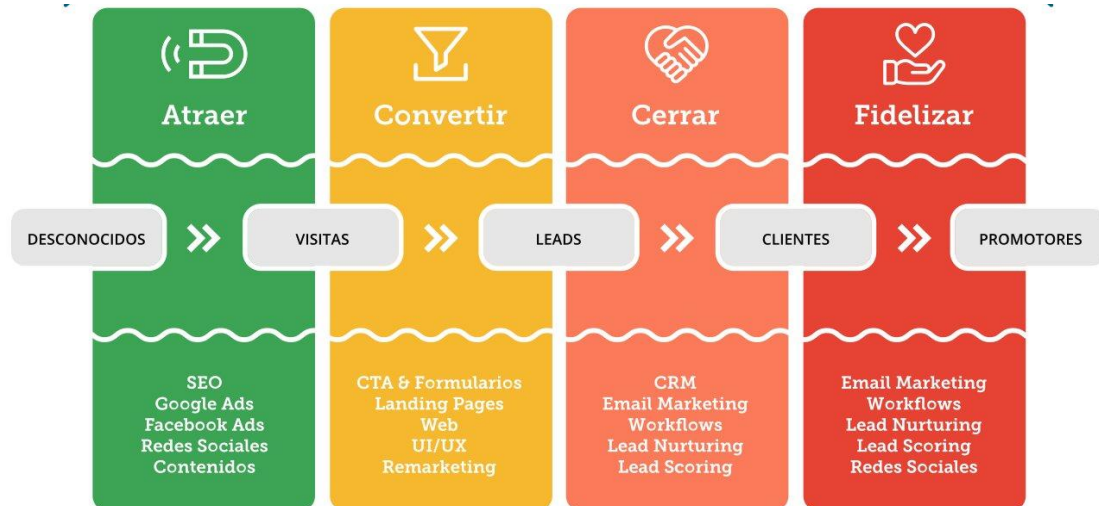 Atraer
Convertir
Cerrar
Fidelizar
DESCONOCIDOS
VISITAS
LEADS
CLIENTES
PROMOTORES
SEO
Google Ads
Facebook Ads
Redes Sociales
Contenidos
CTA & Formularios
Landing Pages
Web
UI/UX
Remarketing
CRM
Email Marketing
Workflows
Lead Nurturing
Lead Scoring
Email Marketing
Workflows
Lead Nurturing
Lead Scoring
Redes Sociales